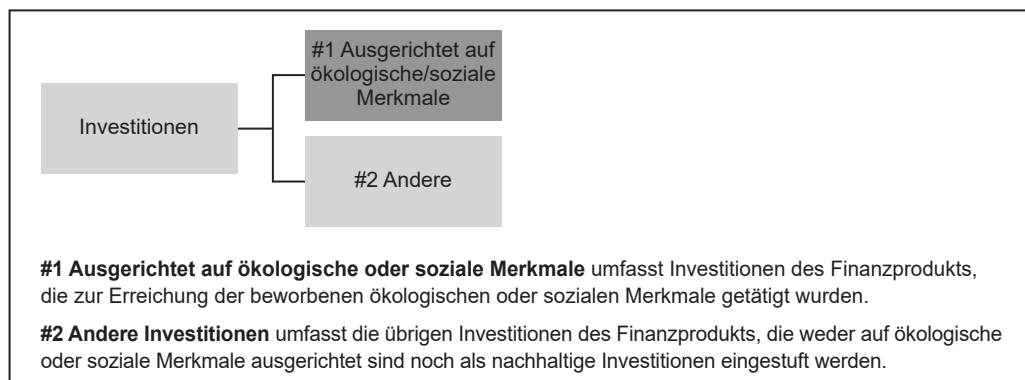 #1 Ausgerichtet auf
ökologische/soziale
Merkmale
Investitionen
#2 Andere
#1 Ausgerichtet auf ökologische oder soziale Merkmale umfasst Investitionen des Finanzprodukts,
die zur Erreichung der beworbenen ökologischen oder sozialen Merkmale getätigt wurden.
#2 Andere Investitionen umfasst die übrigen Investitionen des Finanzprodukts, die weder auf ökologische
oder soziale Merkmale ausgerichtet sind noch als nachhaltige Investitionen eingestuft werden.